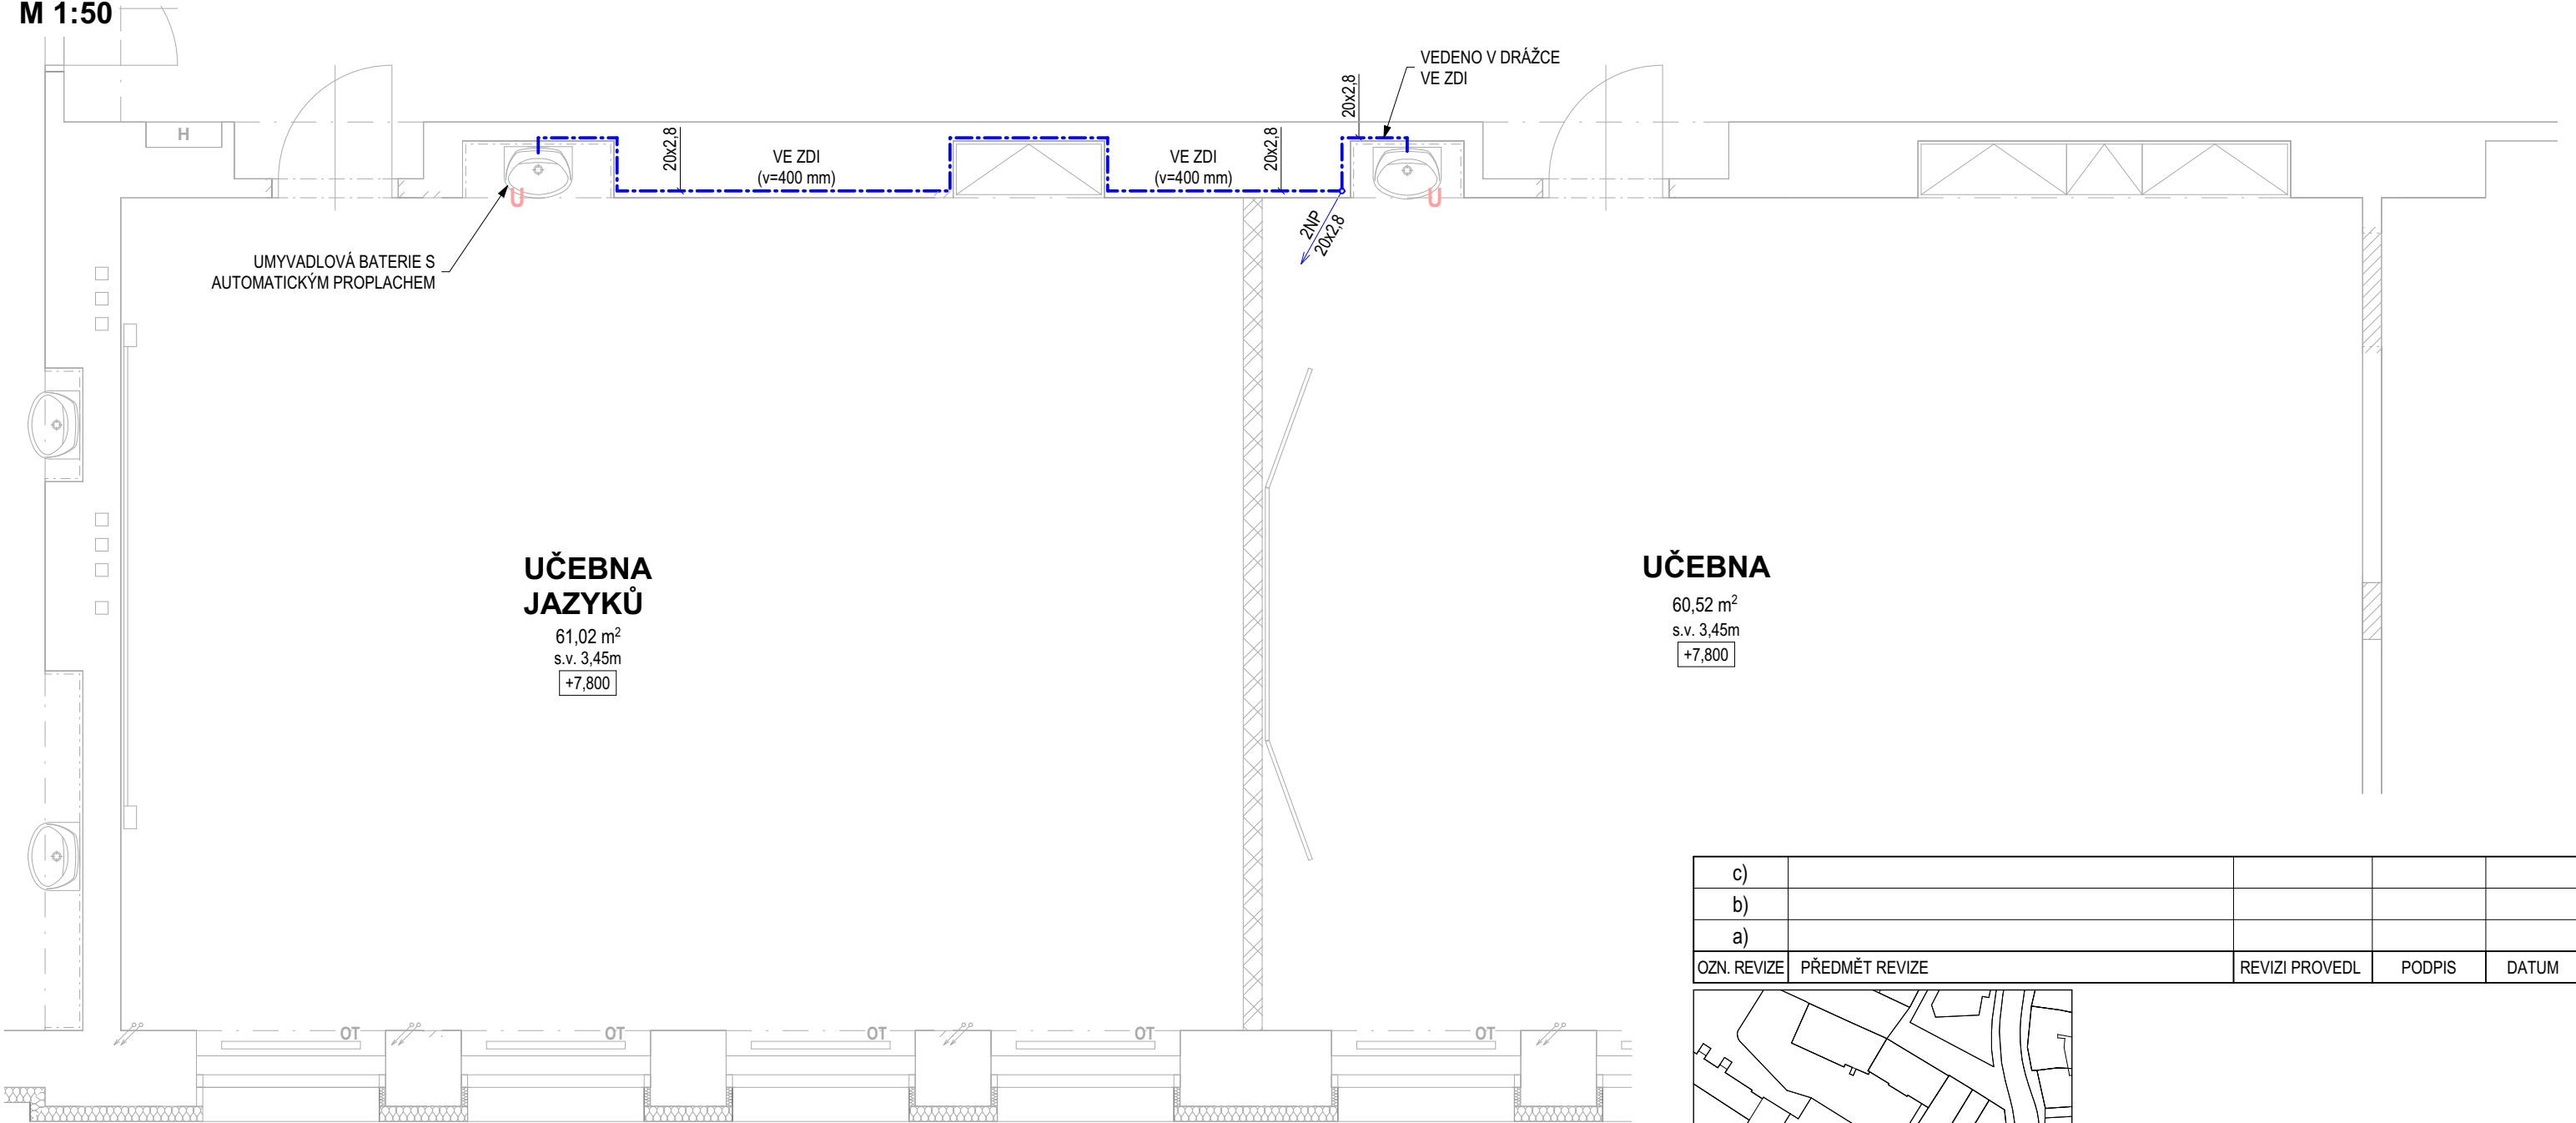 M 1:50
VEDENO V DRÁŽCE
VE ZDI
20x2,8
H
20x2,8
VE ZDI
(v=400 mm)
VE ZDI
(v=400 mm)
20x2,8
U
U
2NP
20x2,8
UMYVADLOVÁ BATERIE S
AUTOMATICKÝM PROPLACHEM
UČEBNA
JAZYKŮ
61,02 m²
s.v. 3,45m
+7,800
UČEBNA
60,52 m²
s.v. 3,45m
+7,800
c)
b)
a)
OZN. REVIZE PŘEDMĚT REVIZE REVIZI PROVEDL PODPIS DATUM
OT OT OT OT OT